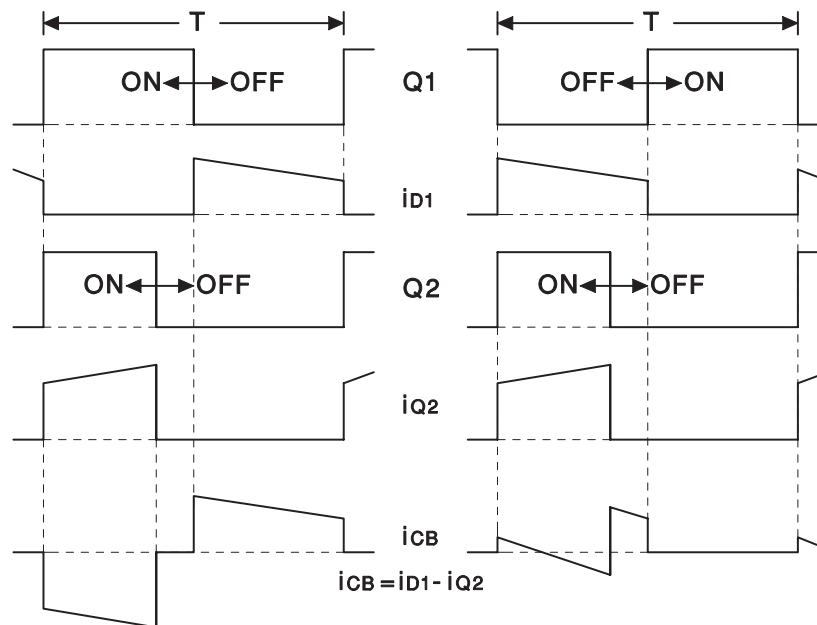 T T
ON OFF Q1 OFF ON
iD1
ON OFF Q2 ON OFF
iQ2
iCB
iCB = iD1 - iQ2